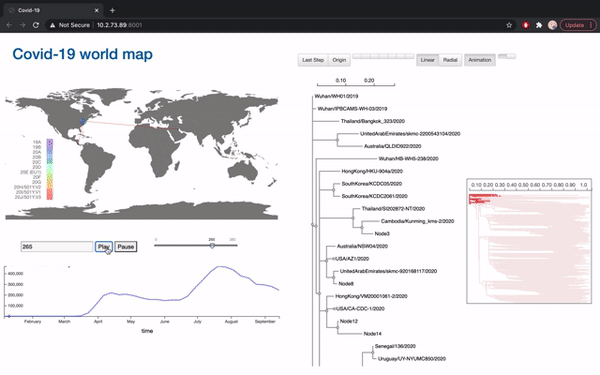 Covid-19
Not Secure | 10.2.73.89:8001
Update
Covid-19 world map
Last Step
Origin
Linear
Radial
Animation
0.10 0.20
19A
19B
20A
20B
20C
20D
20E (EU1)
20F
20G
20H/501Y.V2
20I/501Y.V1
20J/501Y.V3
265
Play
Pause
260
400,000
300,000
200,000
100,000
0
February March April May June July August September
time
Wuhan/WH01/2019
Wuhan/IPBCAMS-WH-03/2019
Thailand/Bangkok_323/2020
UnitedArabEmirates/skmc-2200543104/2020
Australia/QLDID922/2020
Wuhan/HB-WH5-238/2020
HongKong/HKU-904a/2020
SouthKorea/KCDC05/2020
SouthKorea/KCDC2061/2020
Thailand/SI202872-NT/2020
Cambodia/Kunming_kms-2/2020
Node3
Australia/NSW04/2020
USA/AZ1/2020
UnitedArabEmirates/skmc-920168117/2020
Node8
HongKong/VM20001061-2/2020
USA/CA-CDC-1/2020
Node12
Node14
Senegal/136/2020
Uruguay/UY-NYUMC850/2020
0.10 0.20 0.30 0.40 0.50 0.60 0.70 0.80 1.0